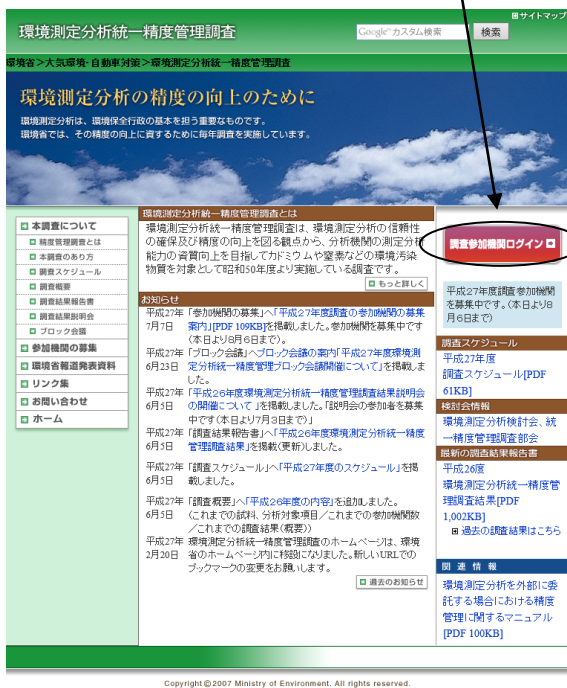 サイトマップ
環境測定分析統一精度管理調査
Google™ カスタム検索
検索
環境省＞大気環境・自動車対策＞環境測定分析統一精度管理調査
環境測定分析の精度の向上のために
環境測定分析は、環境保全行政の基本を担う重要なものです。
環境省では、その精度の向上に資するために毎年調査を実施しています。
本調査について
精度管理調査とは
本調査のあり方
調査スケジュール
調査概要
調査結果報告書
調査結果説明会
ブロック会議
参加機関の募集
環境省報道発表資料
リンク集
お問い合わせ
ホーム
環境測定分析統一精度管理調査とは
環境測定分析統一精度管理調査は、環境測定分析の信頼性
の確保及び精度の向上を図る観点から、分析機関の測定分析
能力の資質向上を目指してカドミウムや窒素などの環境汚染
物質を対象として昭和50年度より実施している調査です。
もっと詳しく
お知らせ
平成27年 「参加機関の募集」へ「平成27年度調査の参加機関の募集
7月7日 案内」[PDF 109KB]を掲載しました。参加機関を募集中です
(本日より8月6日まで)。
平成27年 「ブロック会議」へブロック会議の案内「平成27年度環境測
6月23日 定分析統一精度管理ブロック会議開催について」を掲載しま
した。
平成27年 「平成26年度環境測定分析統一精度管理調査結果説明会
6月5日 の開催について 」を掲載しました。「説明会の参加者を募集
中です(本日より7月3日まで)」
平成27年 「調査結果報告書」へ「平成26年度環境測定分析統一精度
6月5日 管理調査結果」を掲載(更新)しました。
平成27年 「調査スケジュール」へ「平成27年度のスケジュール」を掲
6月5日 載しました。
平成27年 「調査概要」へ「平成26年度の内容」を追加しました。
6月5日 (これまでの試料、分析対象項目／これまでの参加機関数
／これまでの調査結果(概要))
平成27年 環境測定分析統一精度管理調査のホームページは、環境
2月20日 省のホームページ内に移設になりました。新しいURLでの
ブックマークの変更をお願いします。
過去のお知らせ
調査参加機関ログイン
平成27年度調査参加機関
を募集中です。(本日より8
月6日まで)
調査スケジュール
平成27年度
調査スケジュール[PDF
61KB]
検討会情報
環境測定分析検討会、統
一精度管理調査部会
最新の調査結果報告書
平成26度
環境測定分析統一精度管
理調査結果[PDF
1,002KB]
過去の調査結果はこちら
関連情報
環境測定分析を外部に委
託する場合における精度
管理に関するマニュアル
[PDF 100KB]
Copyright©2007 Ministry of Environment. All rights reserved.